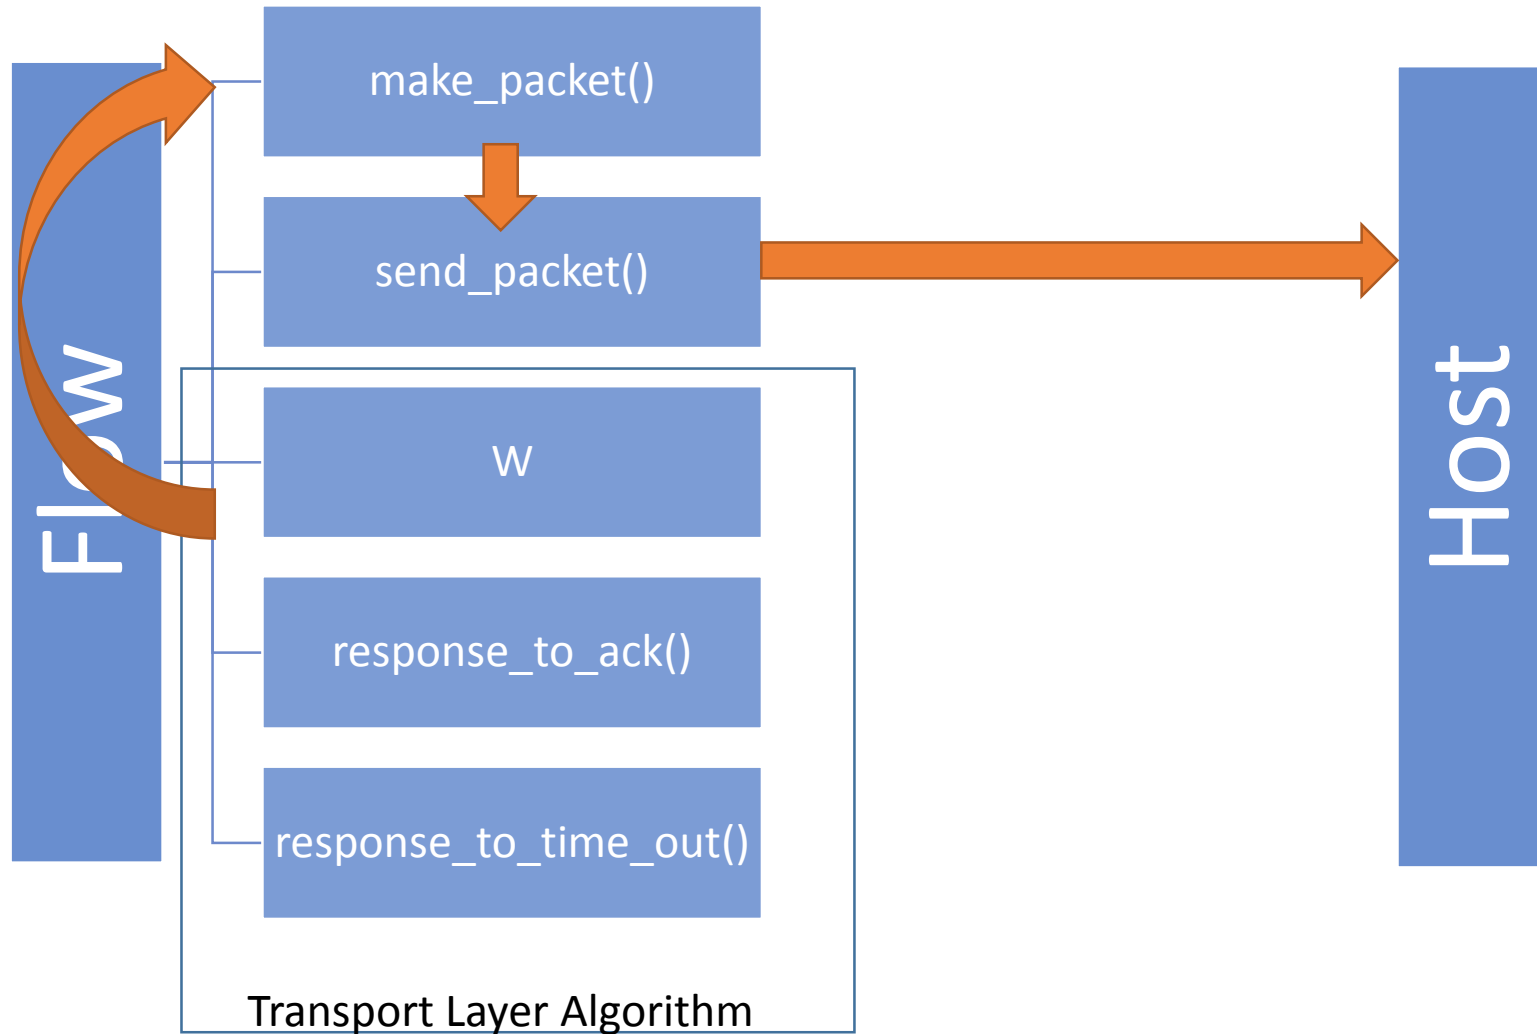 make_packet()
send_packet()
Flow
W
Host
response_to_ack()
response_to_time_out()
Transport Layer Algorithm